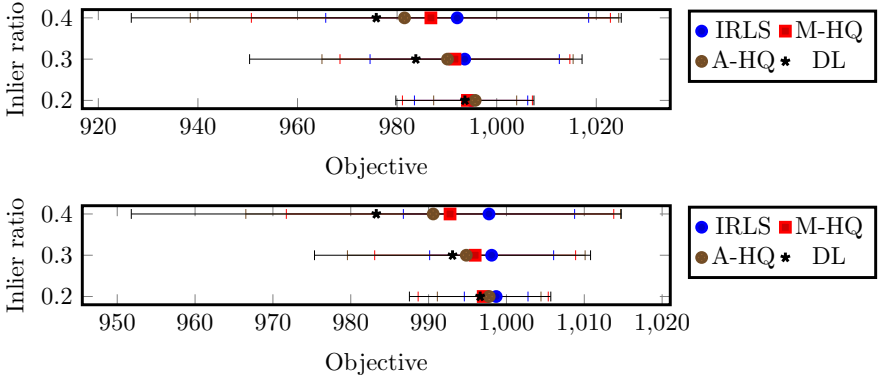 Inlier ratio
0.4
0.3
0.2
920 940 960 980 1,000 1,020
Objective
IRLS M-HQ
A-HQ DL
Inlier ratio
0.4
0.3
0.2
950 960 970 980 990 1,000 1,010 1,020
Objective
IRLS M-HQ
A-HQ DL